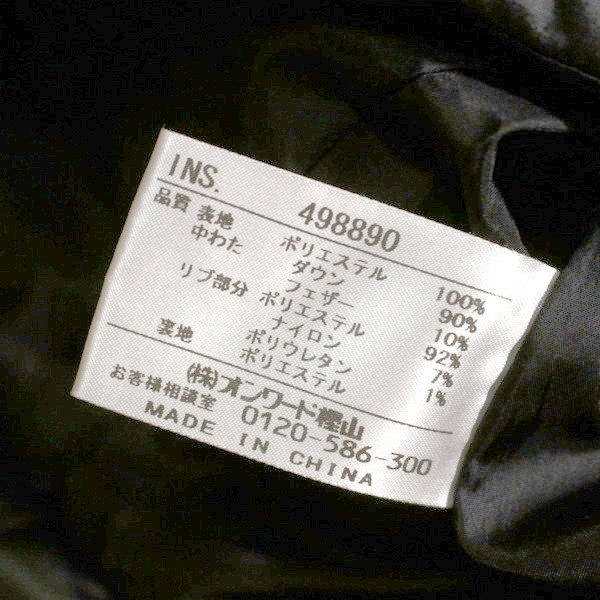 INS.
498890
品質 表地 ポリエステル 100%
中わた ダウン 90%
フェザー 10%
リブ部分 ポリエステル 92%
ナイロン 7%
ポリウレタン 1%
裏地 ポリエステル
(株)オンワード樫山
お客様相談室 0120-586-300
MADE IN CHINA